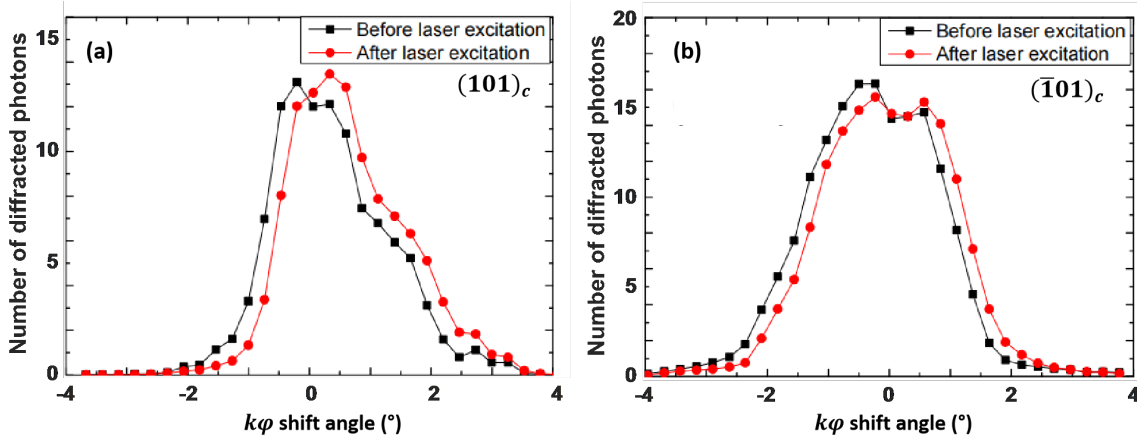 (a)
Before laser excitation
After laser excitation
(101)c
Number of diffracted photons
15
10
5
0
-4
-2
0
2
4
kφ shift angle (°)
(b)
Before laser excitation
After laser excitation
(1̅01)c
Number of diffracted photons
20
15
10
5
0
-4
-2
0
2
4
kφ shift angle (°)